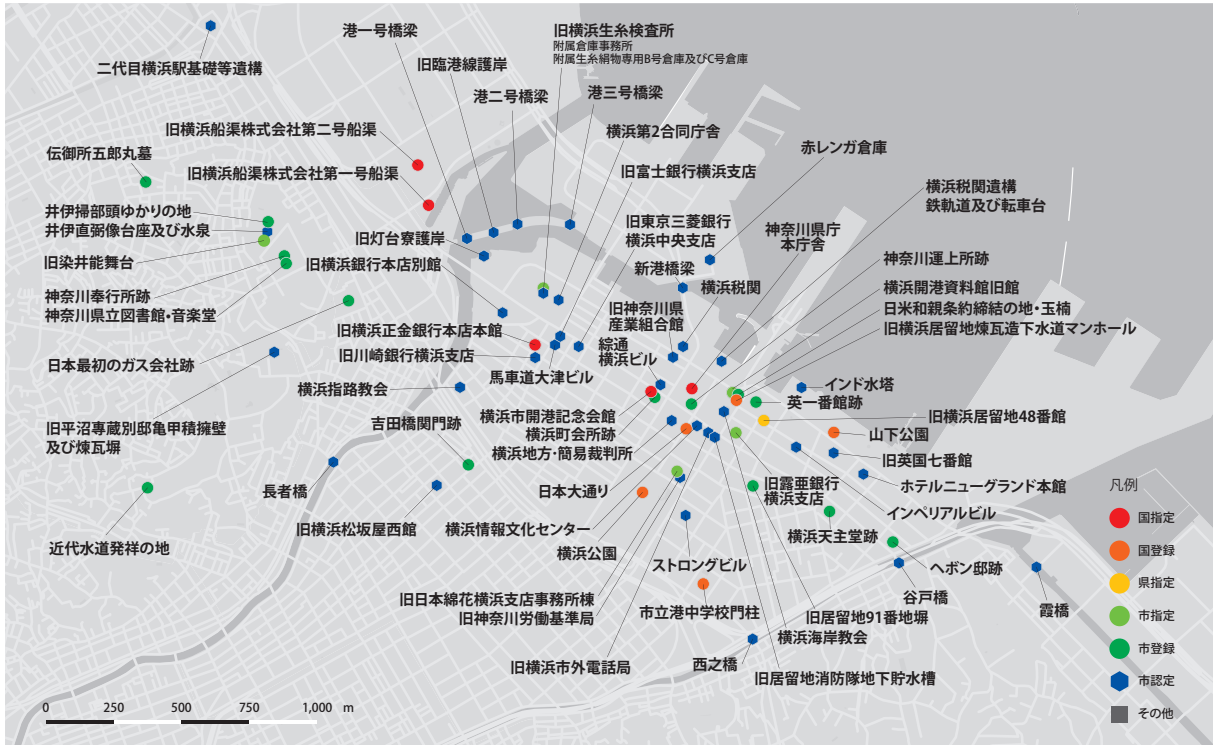 港一号橋梁
旧横浜生糸検査所
附属倉庫事務所
附属生糸絹物専用B号倉庫及びC号倉庫
二代目横浜駅基礎等遺構
旧臨港線護岸
港二号橋梁
港三号橋梁
旧横浜船渠株式会社第二号船渠
横浜第2合同庁舎
赤レンガ倉庫
伝御所五郎丸墓
旧横浜船渠株式会社第一号船渠
旧富士銀行横浜支店
横浜税関遺構
鉄軌道及び転車台
井伊掃部頭ゆかりの地
井伊直弼像台座及び水泉
旧東京三菱銀行
横浜中央支店
神奈川県庁
本庁舎
旧灯台寮護岸
旧染井能舞台
旧横浜銀行本店別館
新港橋梁
神奈川運上所跡
横浜税関
横浜開港資料館旧館
神奈川奉行所跡
神奈川県立図書館・音楽堂
旧神奈川県
産業組合館
日米和親条約締結の地・玉楠
旧横浜居留地煉瓦造下水道マンホール
旧横浜正金銀行本店本館
旧川崎銀行横浜支店
綜通
横浜ビル
日本最初のガス会社跡
馬車道大津ビル
横浜指路教会
インド水塔
英一番館跡
旧平沼専蔵別邸亀甲積擁壁
及び煉瓦塀
吉田橋関門跡
横浜市開港記念会館
横浜町会所跡
横浜地方・簡易裁判所
旧横浜居留地48番館
山下公園
旧英国七番館
長者橋
日本大通り
旧露亜銀行
横浜支店
ホテルニューグランド本館
インペリアルビル
凡例
国指定
国登録
県指定
市指定
市登録
市認定
その他
近代水道発祥の地
旧横浜松坂屋西館
横浜情報文化センター
横浜公園
横浜天主堂跡
ストロングビル
ヘボン邸跡
谷戸橋
霞橋
旧日本綿花横浜支店事務所棟
旧神奈川労働基準局
市立港中学校門柱
旧居留地91番地塀
横浜海岸教会
旧横浜市外電話局
西之橋
旧居留地消防隊地下貯水槽
0 250 500 750 1,000 m